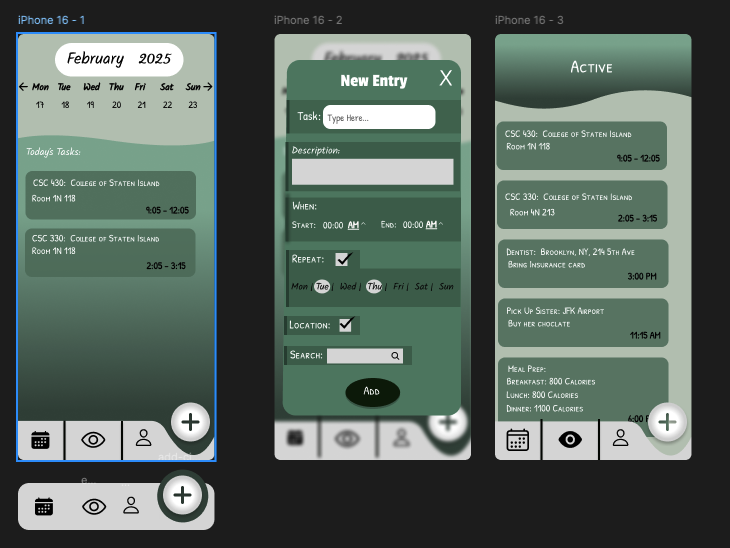 iPhone 16 - 1
February 2025
Mon Tue Wed Thu Fri Sat Sun
17 18 19 20 21 22 23
Today's Tasks:
CSC 430: College of Staten Island
Room 1N 118
9:05 - 12:05
CSC 330: College of Staten Island
Room 1N 118
2:05 - 3:15
iPhone 16 - 2
New Entry X
Task: Type Here...
Description:
When:
Start: 00:00 AM ^ End: 00:00 AM ^
Repeat:
Mon | Tue | Wed | Thu | Fri | Sat | Sun
Location:
Search:
Add
iPhone 16 - 3
Active
CSC 430: College of Staten Island
Room 1N 118
9:05 - 12:05
CSC 330: College of Staten Island
Room 4N 213
2:05 - 3:15
Dentist: Brooklyn, NY, 214 5th Ave
Bring Insurance card
3:00 PM
Pick Up Sister: JFK Airport
Buy her choclate
11:15 AM
Meal Prep:
Breakfast: 800 Calories
Lunch: 800 Calories
Dinner: 1100 Calories
e...